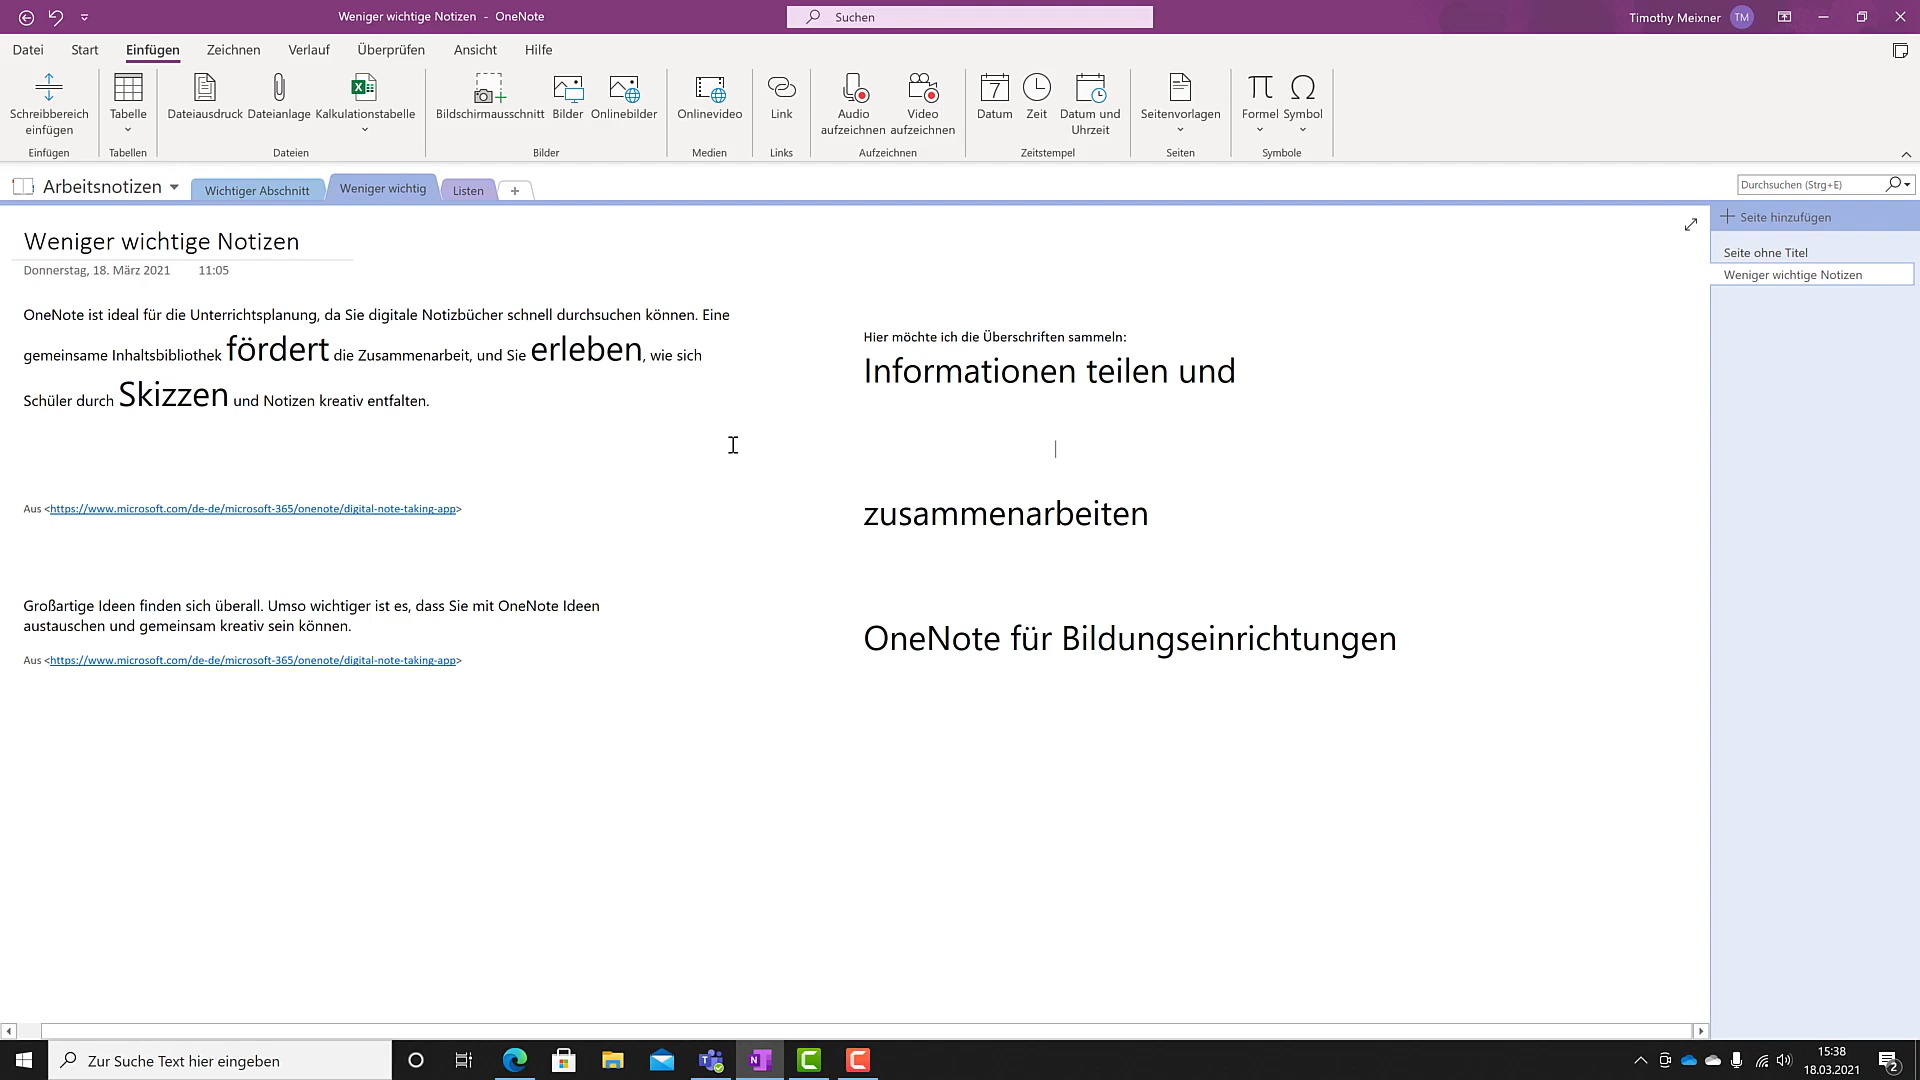 Weniger wichtige Notizen - OneNote
Suchen
Timothy Meixner TM
Datei Start Einfügen Zeichnen Verlauf Überprüfen Ansicht Hilfe
Schreibbereich einfügen
Tabelle
Dateiausdruck Dateianlage Kalkulationstabelle
Bildschirmausschnitt Bilder Onlinebilder
Onlinevideo
Link
Audio aufzeichnen
Video aufzeichnen
7
Datum Zeit Datum und Uhrzeit
Seitenvorlagen
Formel Symbol
Einfügen Tabellen Dateien Bilder Medien Links Aufzeichnen Zeitstempel Seiten Symbole
Arbeitsnotizen Wichtiger Abschnitt Weniger wichtig Listen +
Durchsuchen (Strg+E)
Seite hinzufügen
Seite ohne Titel
Weniger wichtige Notizen
Weniger wichtige Notizen
Donnerstag, 18. März 2021 11:05
OneNote ist ideal für die Unterrichtsplanung, da Sie digitale Notizbücher schnell durchsuchen können. Eine
gemeinsame Inhaltsbibliothek fördert die Zusammenarbeit, und Sie erleben, wie sich
Schüler durch Skizzen und Notizen kreativ entfalten.
Aus <https://www.microsoft.com/de-de/microsoft-365/onenote/digital-note-taking-app>
Großartige Ideen finden sich überall. Umso wichtiger ist es, dass Sie mit OneNote Ideen
austauschen und gemeinsam kreativ sein können.
Aus <https://www.microsoft.com/de-de/microsoft-365/onenote/digital-note-taking-app>
Hier möchte ich die Überschriften sammeln:
Informationen teilen und
zusammenarbeiten
OneNote für Bildungseinrichtungen
Zur Suche Text hier eingeben
15:38
18.03.2021
2